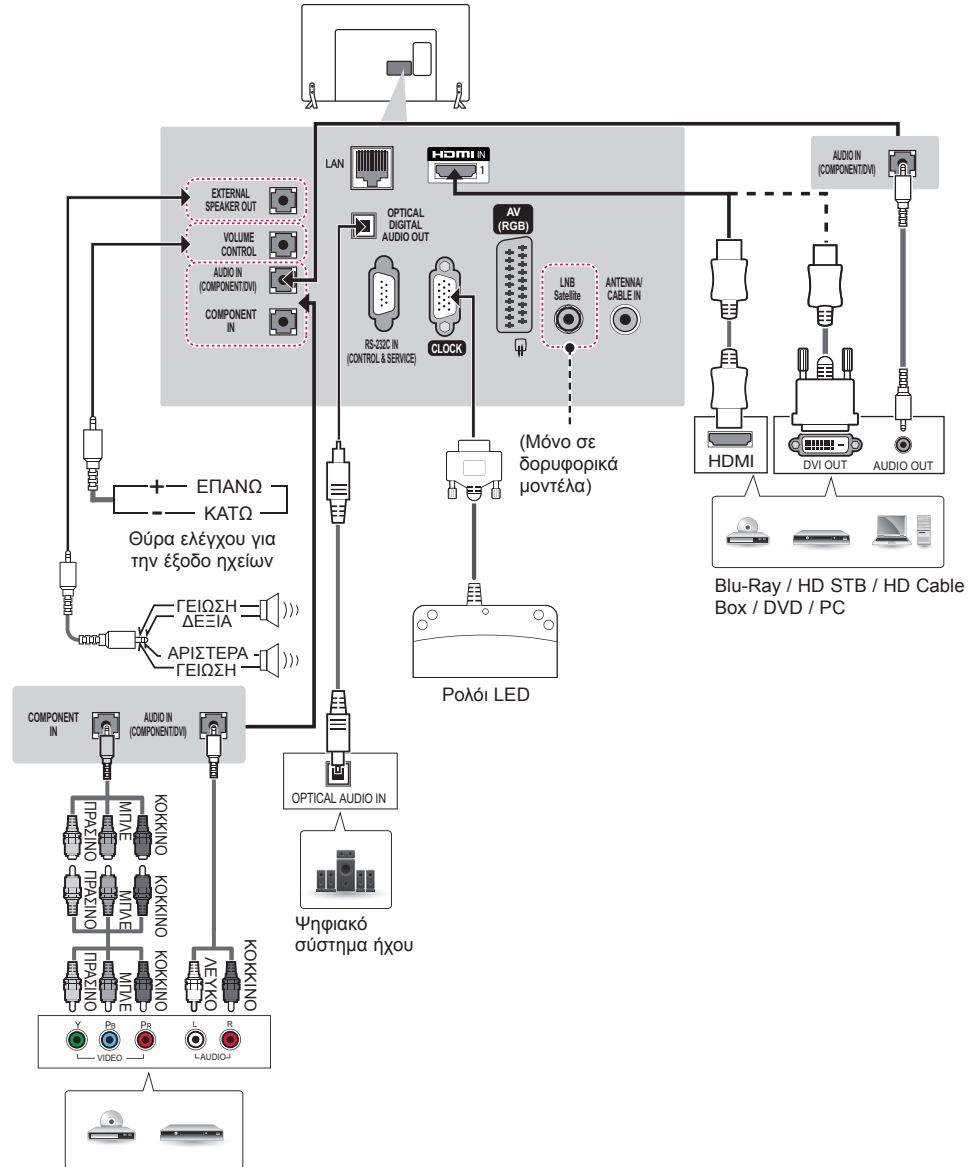 LAN
HDMI IN
1
AUDIO IN
(COMPONENT/DVI)
EXTERNAL
SPEAKER OUT
OPTICAL
DIGITAL
AUDIO OUT
AV
(RGB)
VOLUME
CONTROL
AUDIO IN
(COMPONENT/DVI)
LNB
Satellite
ANTENNA/
CABLE IN
COMPONENT
IN
RS-232C IN
(CONTROL & SERVICE)
CLOCK
(Μόνο σε
δορυφορικά
μοντέλα)
HDMI
DVI OUT
AUDIO OUT
+ ΕΠΑΝΩ
- ΚΑΤΩ
Θύρα ελέγχου για
την έξοδο ηχείων
Blu-Ray / HD STB / HD Cable
Box / DVD / PC
ΓΕΙΩΣΗ
ΔΕΞΙΑ
ΑΡΙΣΤΕΡΑ
ΓΕΙΩΣΗ
Ρολόι LED
COMPONENT
IN
AUDIO IN
(COMPONENT/DVI)
OPTICAL AUDIO IN
ΠΡΑΣΙΝΟ
ΜΠΛΕ
ΚΟΚΚΙΝΟ
ΠΡΑΣΙΝΟ
ΜΠΛΕ
ΚΟΚΚΙΝΟ
Ψηφιακό
σύστημα ήχου
ΠΡΑΣΙΝΟ
ΜΠΛΕ
ΚΟΚΚΙΝΟ
ΛΕΥΚΟ
ΚΟΚΚΙΝΟ
Y PB PR L R
VIDEO AUDIO